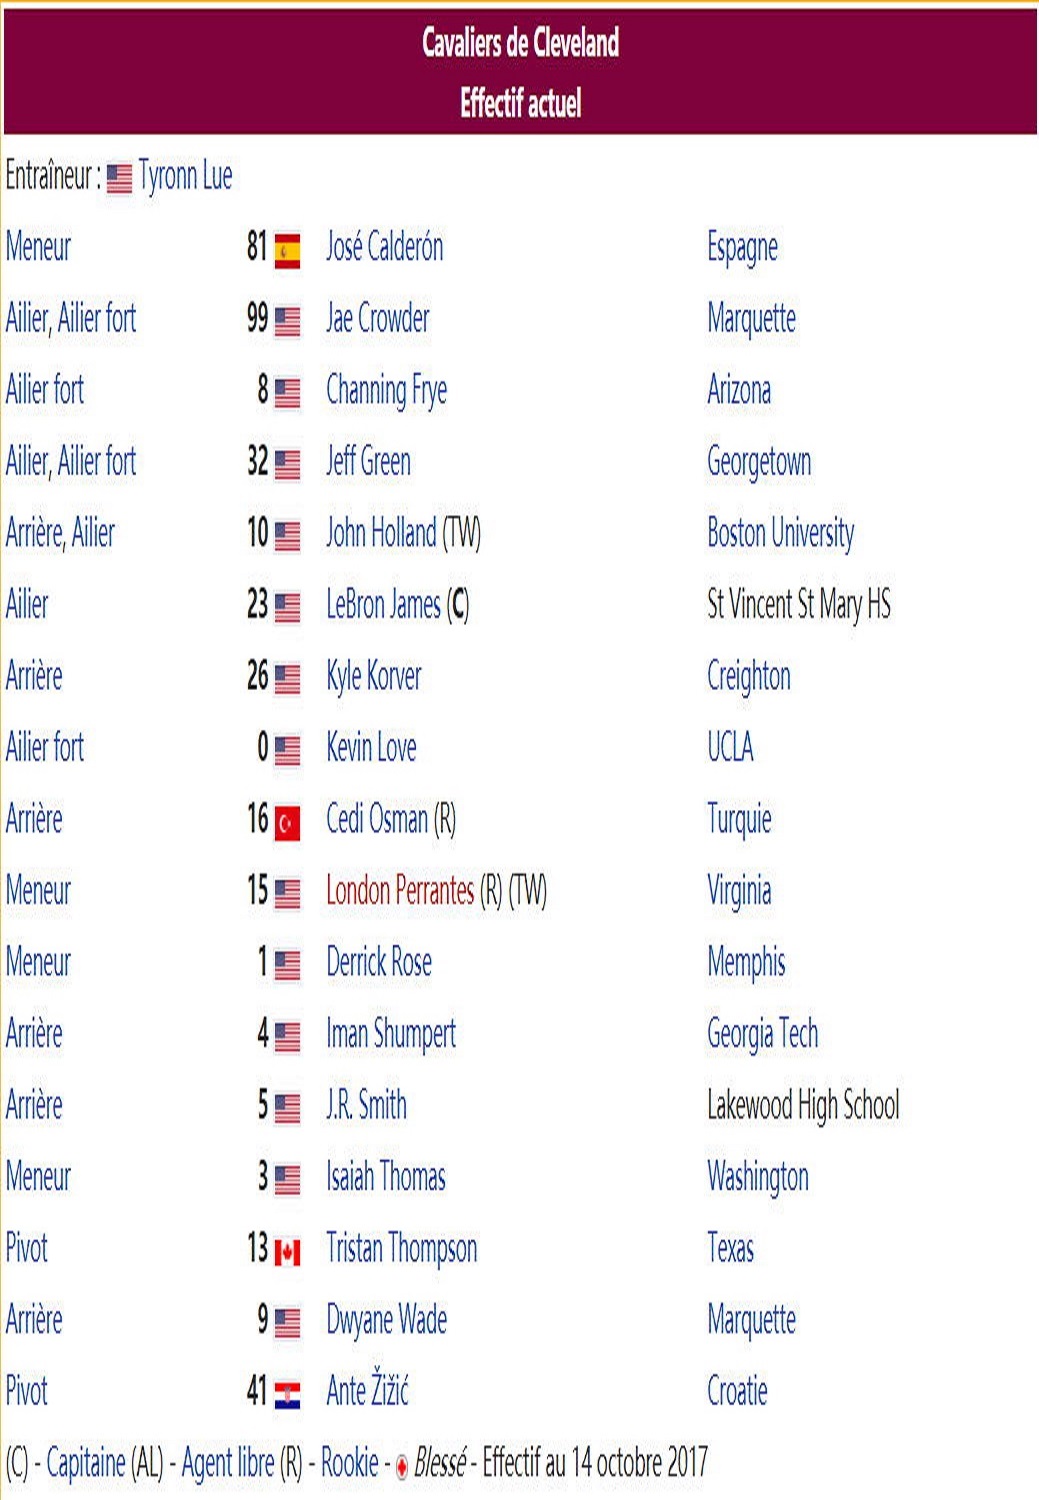 Cavaliers de Cleveland
Effectif actuel
Entraîneur : Tyronn Lue
Meneur 81 José Calderón Espagne
Ailier, Ailier fort 99 Jae Crowder Marquette
Ailier fort 8 Channing Frye Arizona
Ailier, Ailier fort 32 Jeff Green Georgetown
Arrière, Ailier 10 John Holland (TW) Boston University
Ailier 23 LeBron James (C) St Vincent St Mary HS
Arrière 26 Kyle Korver Creighton
Ailier fort 0 Kevin Love UCLA
Arrière 16 Cedi Osman (R) Turquie
Meneur 15 London Perrantes (R) (TW) Virginia
Meneur 1 Derrick Rose Memphis
Arrière 4 Iman Shumpert Georgia Tech
Arrière 5 J.R. Smith Lakewood High School
Meneur 3 Isaiah Thomas Washington
Pivot 13 Tristan Thompson Texas
Arrière 9 Dwyane Wade Marquette
Pivot 41 Ante Žižić Croatie
(C) - Capitaine (AL) - Agent libre (R) - Rookie - Blessé - Effectif au 14 octobre 2017